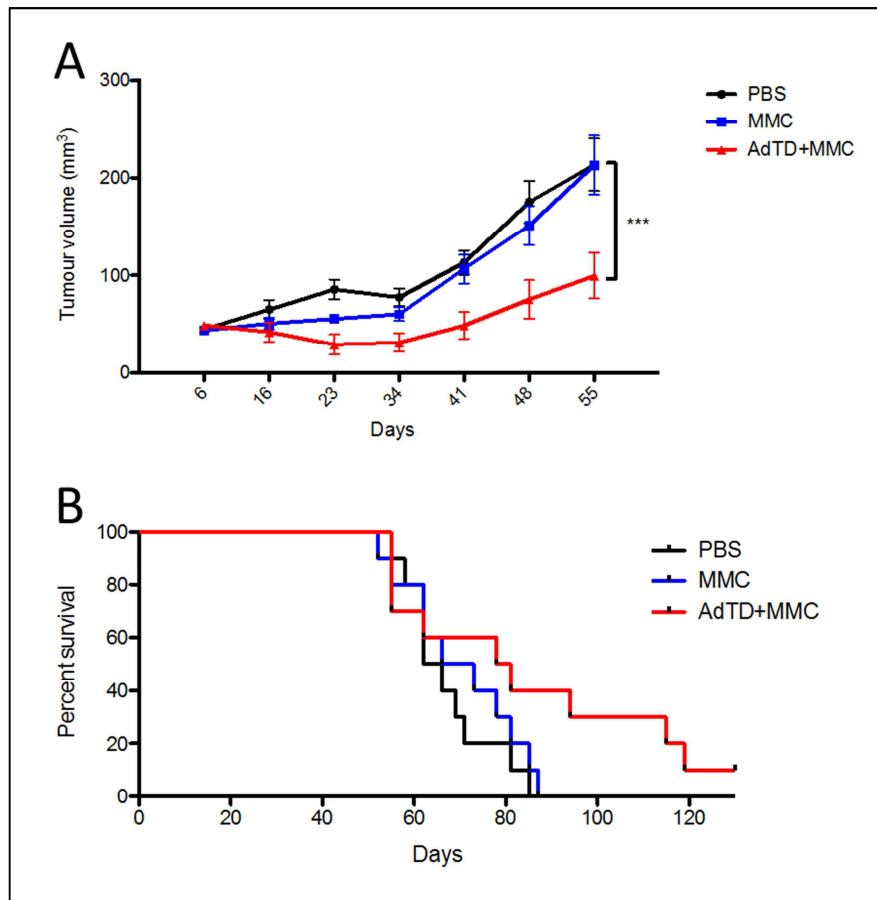 A
300
200
100
0
Tumour volume (mm³)
6 16 23 34 41 48 55
Days
PBS
MMC
AdTD+MMC
***
B
100
80
60
40
20
0
Percent survival
0 20 40 60 80 100 120
Days
PBS
MMC
AdTD+MMC